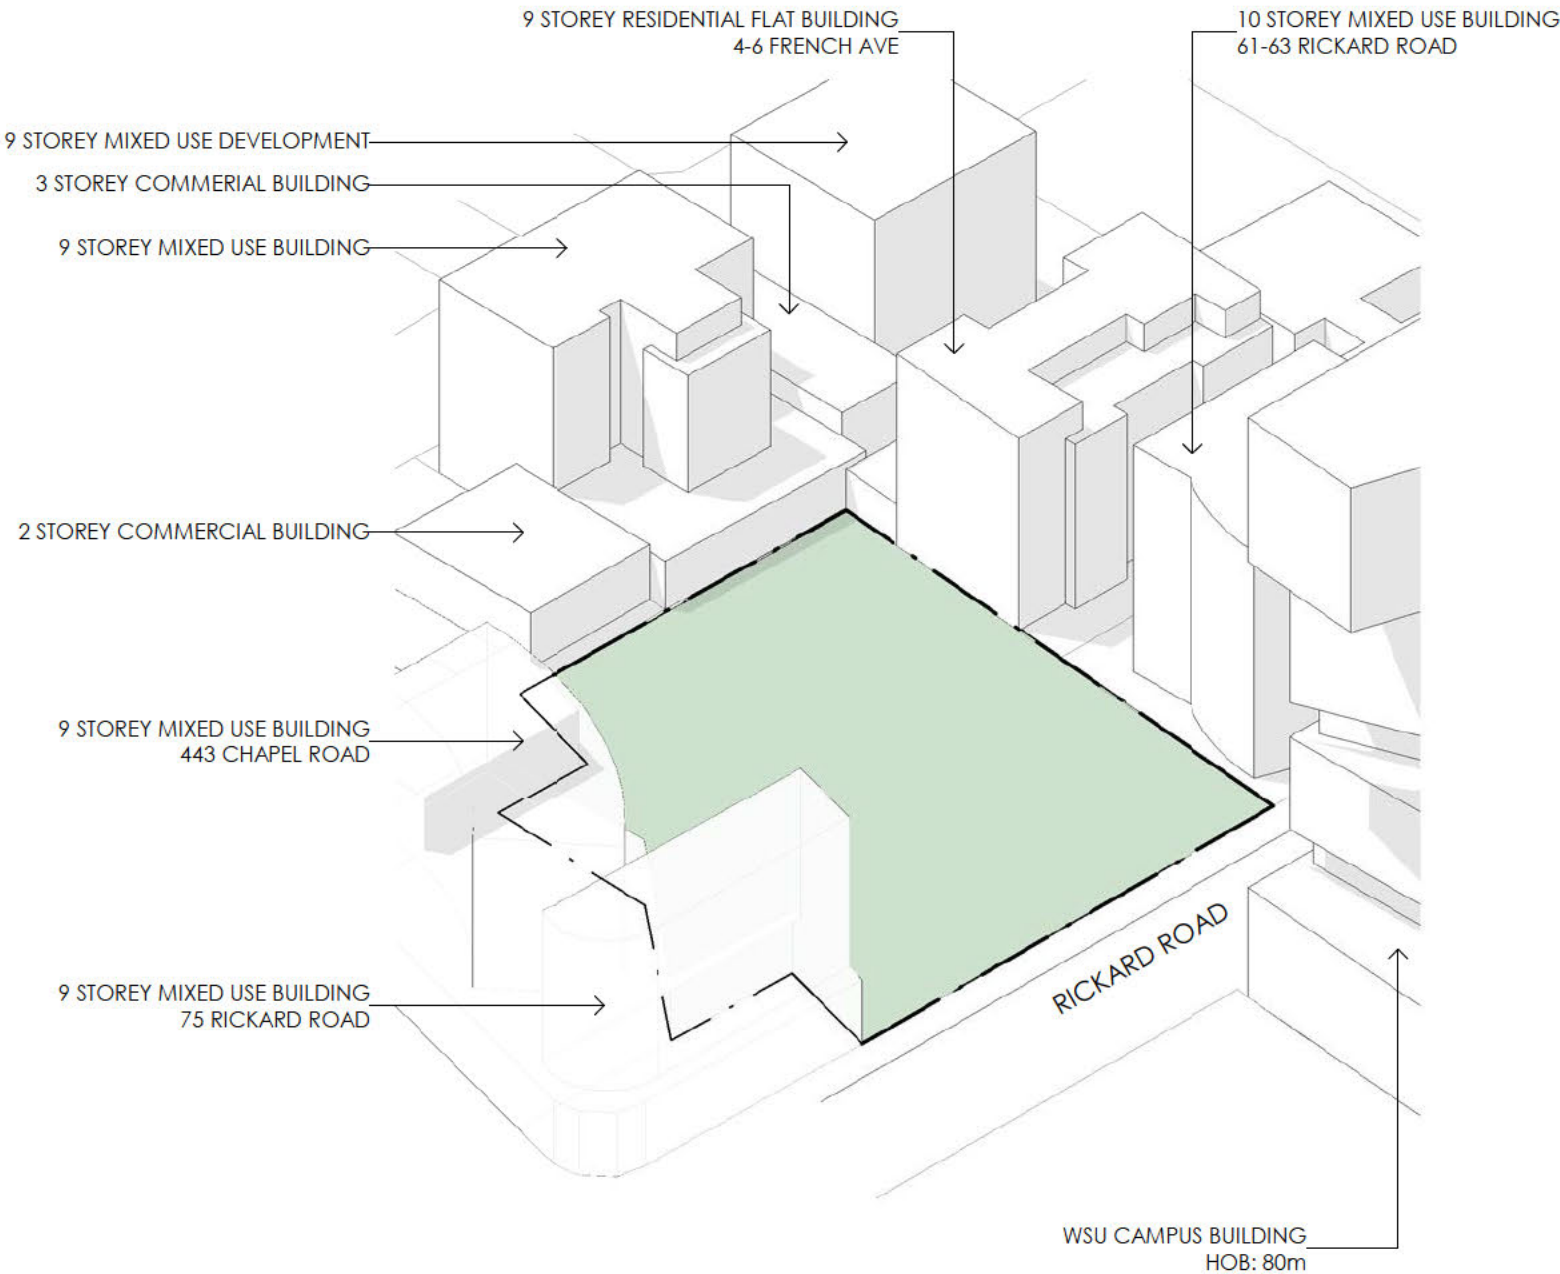 9 STOREY RESIDENTIAL FLAT BUILDING
4-6 FRENCH AVE
10 STOREY MIXED USE BUILDING
61-63 RICKARD ROAD
9 STOREY MIXED USE DEVELOPMENT
3 STOREY COMMERIAL BUILDING
9 STOREY MIXED USE BUILDING
2 STOREY COMMERCIAL BUILDING
9 STOREY MIXED USE BUILDING
443 CHAPEL ROAD
9 STOREY MIXED USE BUILDING
75 RICKARD ROAD
RICKARD ROAD
WSU CAMPUS BUILDING
HOB: 80m